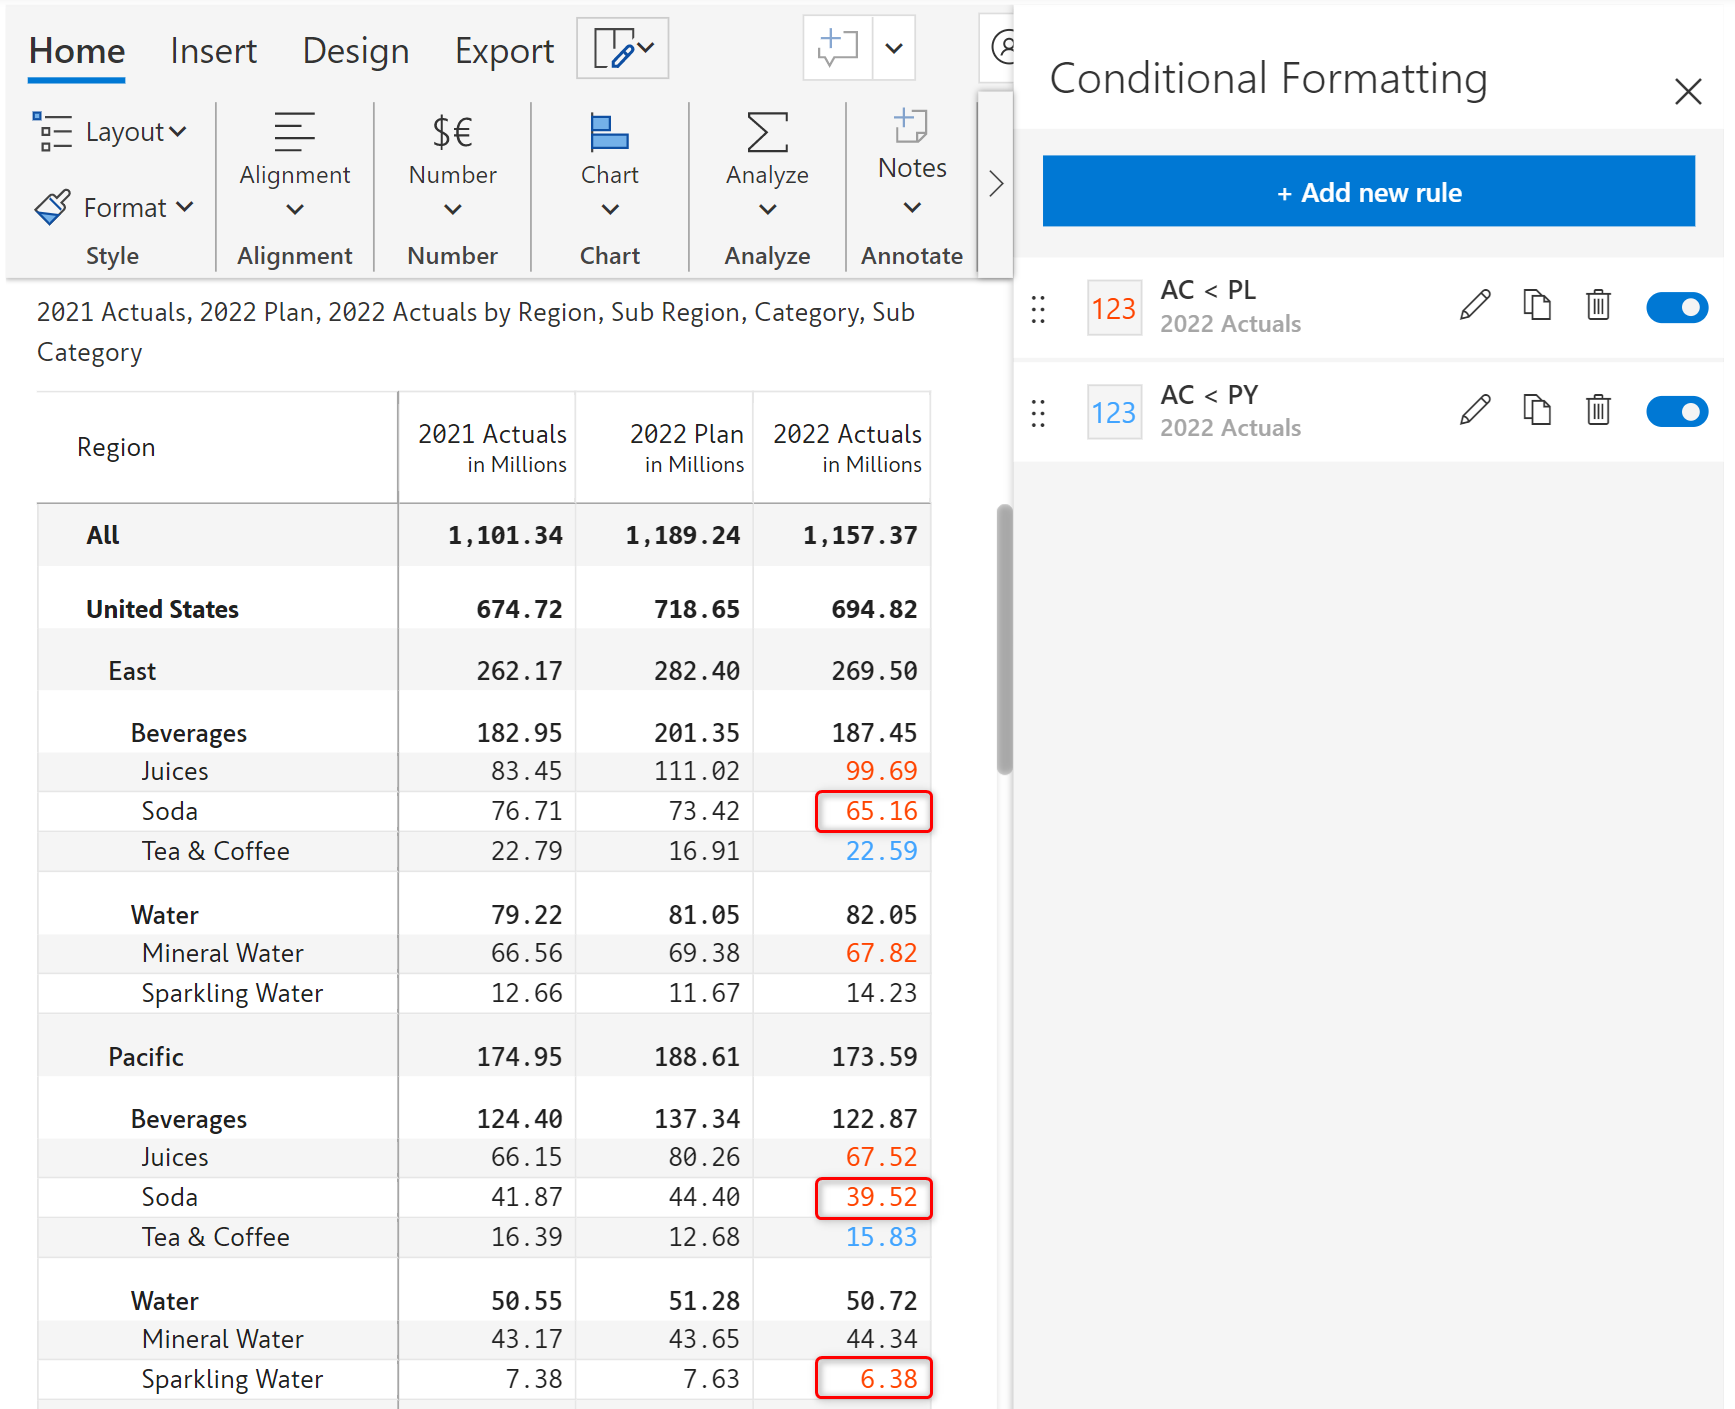 Home Insert Design Export
Layout
Format
Style
Alignment
Alignment
$€
Number
Number
Chart
Chart
Analyze
Analyze
Notes
Annotate
2021 Actuals, 2022 Plan, 2022 Actuals by Region, Sub Region, Category, Sub
Category
Region 2021 Actuals in Millions 2022 Plan in Millions 2022 Actuals in Millions
All 1,101.34 1,189.24 1,157.37
United States 674.72 718.65 694.82
East 262.17 282.40 269.50
Beverages 182.95 201.35 187.45
Juices 83.45 111.02 99.69
Soda 76.71 73.42 65.16
Tea & Coffee 22.79 16.91 22.59
Water 79.22 81.05 82.05
Mineral Water 66.56 69.38 67.82
Sparkling Water 12.66 11.67 14.23
Pacific 174.95 188.61 173.59
Beverages 124.40 137.34 122.87
Juices 66.15 80.26 67.52
Soda 41.87 44.40 39.52
Tea & Coffee 16.39 12.68 15.83
Water 50.55 51.28 50.72
Mineral Water 43.17 43.65 44.34
Sparkling Water 7.38 7.63 6.38
Conditional Formatting
+ Add new rule
123 AC < PL
2022 Actuals
123 AC < PY
2022 Actuals